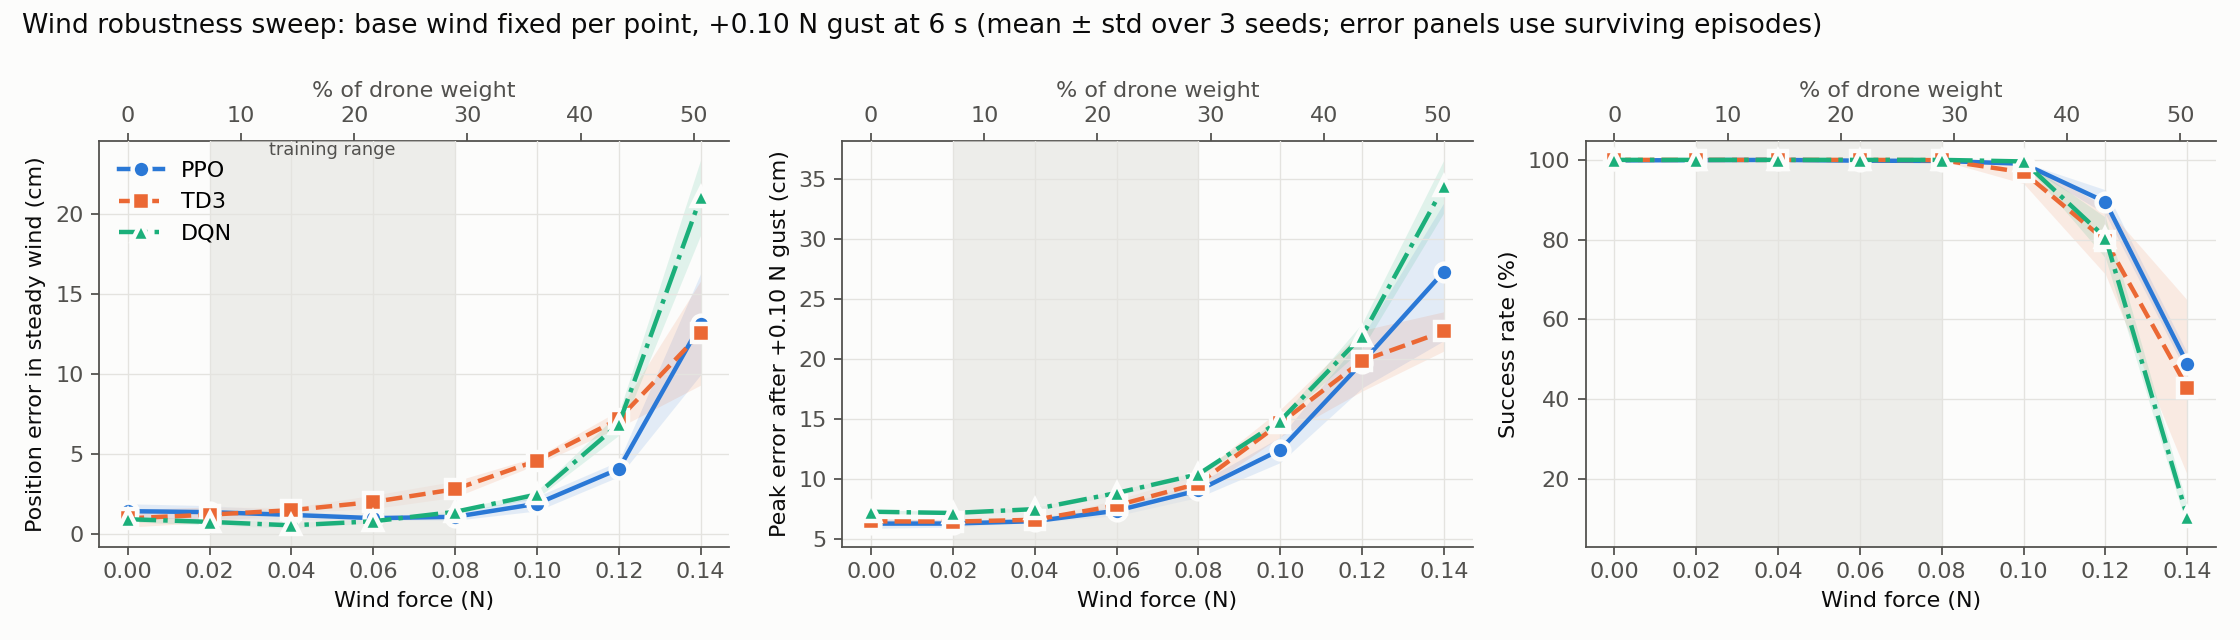 Wind robustness sweep: base wind fixed per point, +0.10 N gust at 6 s (mean ± std over 3 seeds; error panels use surviving episodes)
% of drone weight
0 10 20 30 40 50
training range
PPO
TD3
DQN
Position error in steady wind (cm)
20
15
10
5
0
0.00 0.02 0.04 0.06 0.08 0.10 0.12 0.14
Wind force (N)
% of drone weight
0 10 20 30 40 50
Peak error after +0.10 N gust (cm)
35
30
25
20
15
10
5
0.00 0.02 0.04 0.06 0.08 0.10 0.12 0.14
Wind force (N)
% of drone weight
0 10 20 30 40 50
Success rate (%)
100
80
60
40
20
0.00 0.02 0.04 0.06 0.08 0.10 0.12 0.14
Wind force (N)